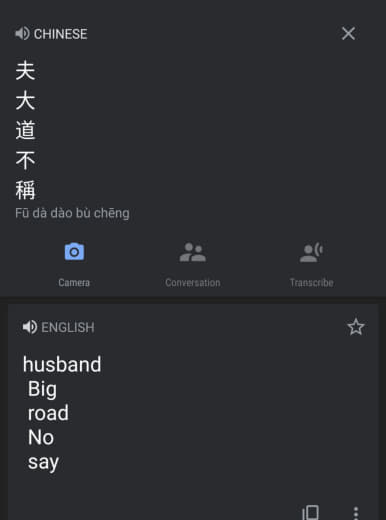 CHINESE
夫
大
道
不
稱
Fū dà dào bù chēng
Camera Conversation Transcribe
ENGLISH
husband
Big
road
No
say